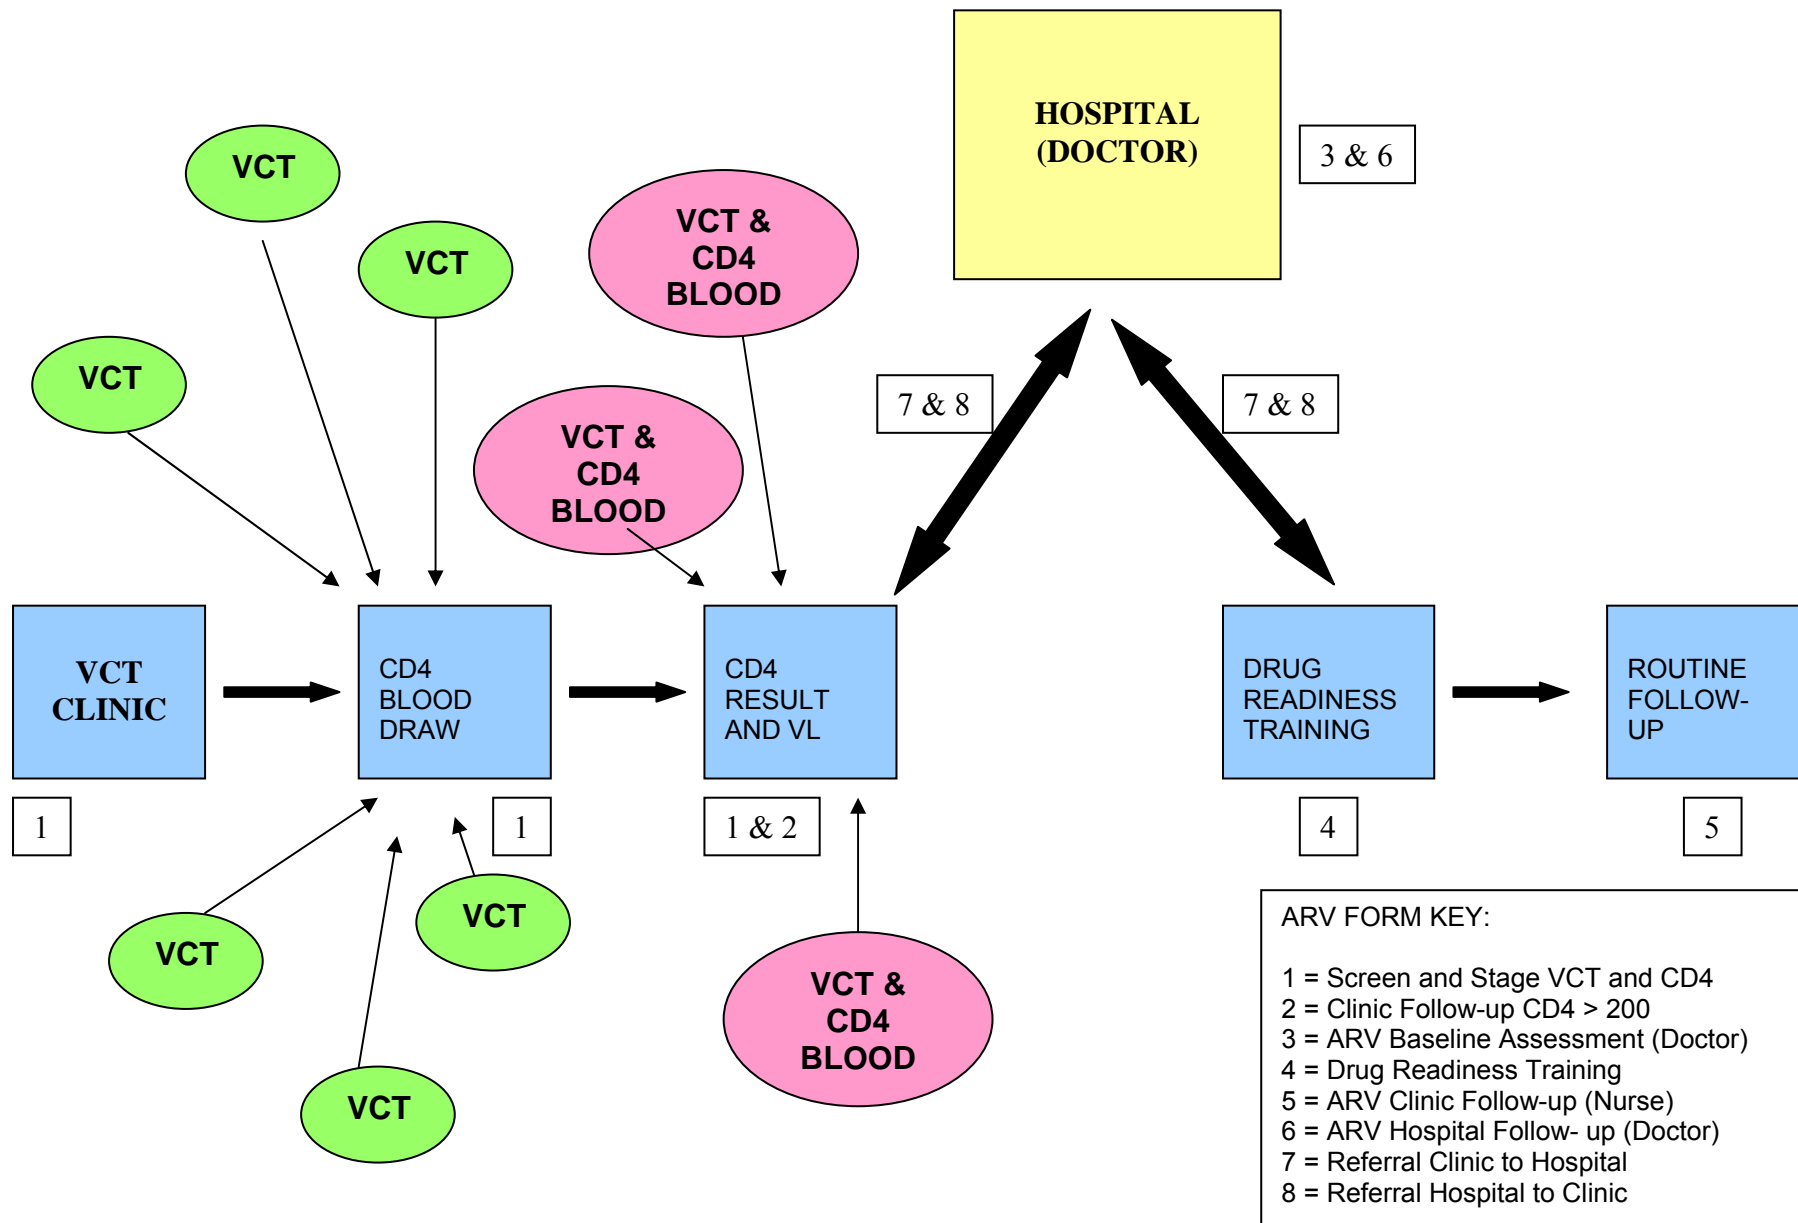 HOSPITAL
(DOCTOR)
3 & 6
VCT
VCT
VCT
VCT &
CD4
BLOOD
VCT &
CD4
BLOOD
7 & 8
7 & 8
VCT
CLINIC
CD4
BLOOD
DRAW
CD4
RESULT
AND VL
DRUG
READINESS
TRAINING
ROUTINE
FOLLOW-
UP
1
1
1 & 2
4
5
VCT
VCT
VCT
VCT &
CD4
BLOOD
ARV FORM KEY:
1 = Screen and Stage VCT and CD4
2 = Clinic Follow-up CD4 > 200
3 = ARV Baseline Assessment (Doctor)
4 = Drug Readiness Training
5 = ARV Clinic Follow-up (Nurse)
6 = ARV Hospital Follow- up (Doctor)
7 = Referral Clinic to Hospital
8 = Referral Hospital to Clinic